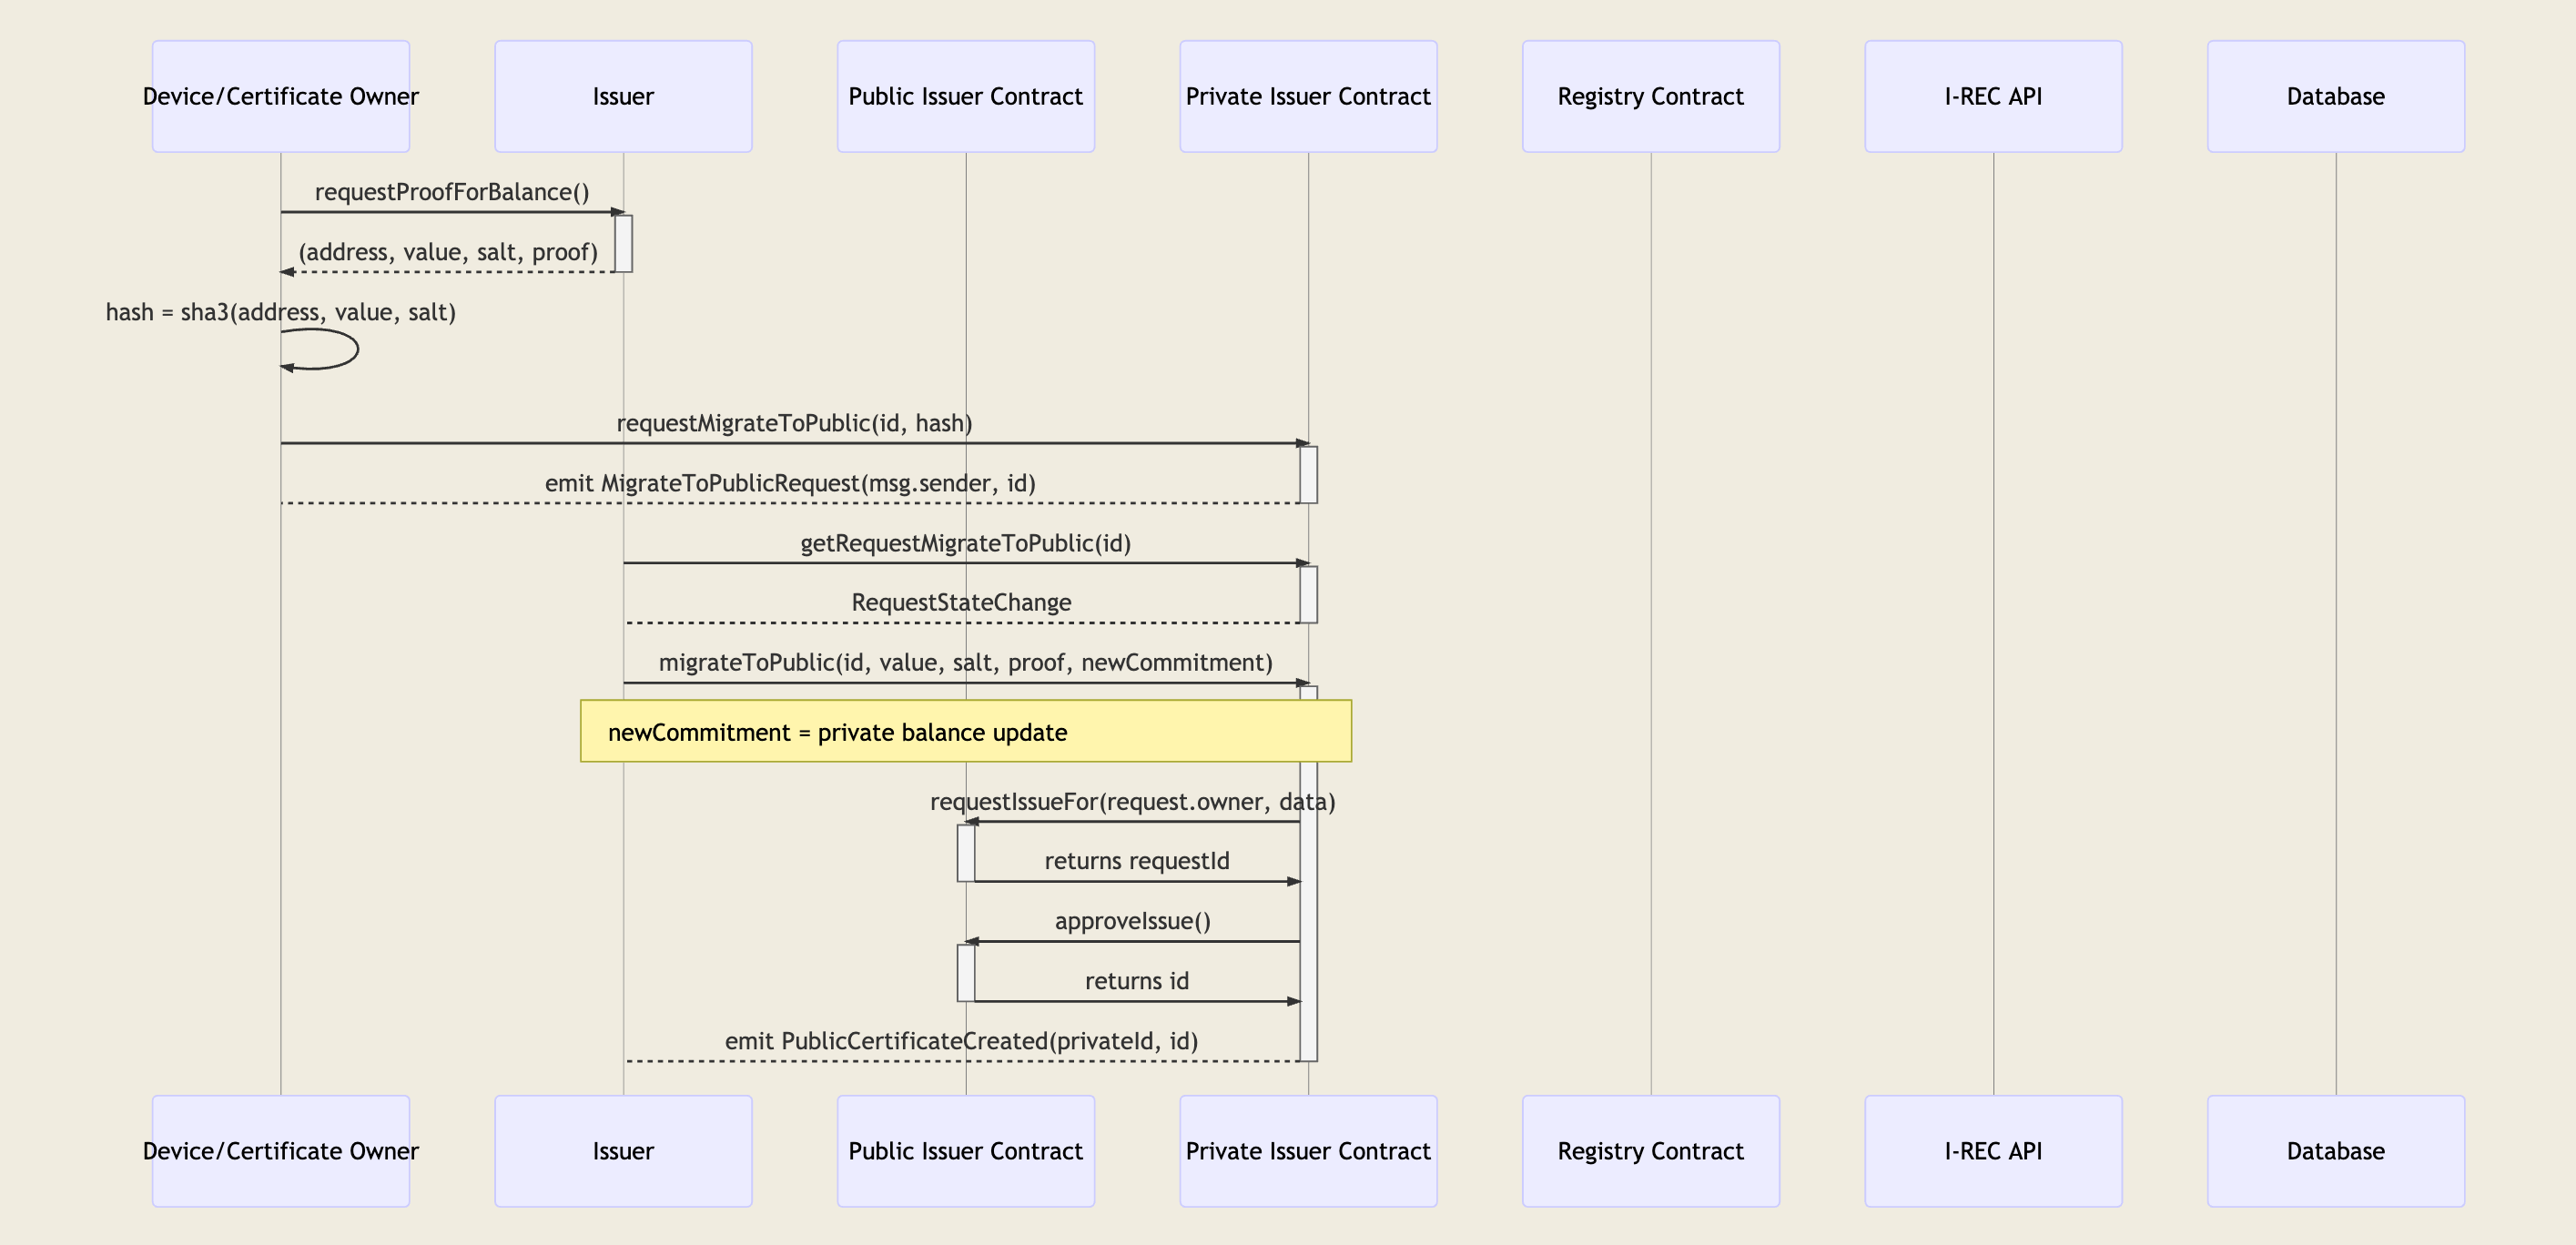 Device/Certificate Owner
Issuer
Public Issuer Contract
Private Issuer Contract
Registry Contract
I-REC API
Database
requestProofForBalance()
(address, value, salt, proof)
hash = sha3(address, value, salt)
requestMigrateToPublic(id, hash)
emit MigrateToPublicRequest(msg.sender, id)
getRequestMigrateToPublic(id)
RequestStateChange
migrateToPublic(id, value, salt, proof, newCommitment)
newCommitment = private balance update
requestIssueFor(request.owner, data)
returns requestId
approveIssue()
returns id
emit PublicCertificateCreated(privateId, id)
Device/Certificate Owner
Issuer
Public Issuer Contract
Private Issuer Contract
Registry Contract
I-REC API
Database